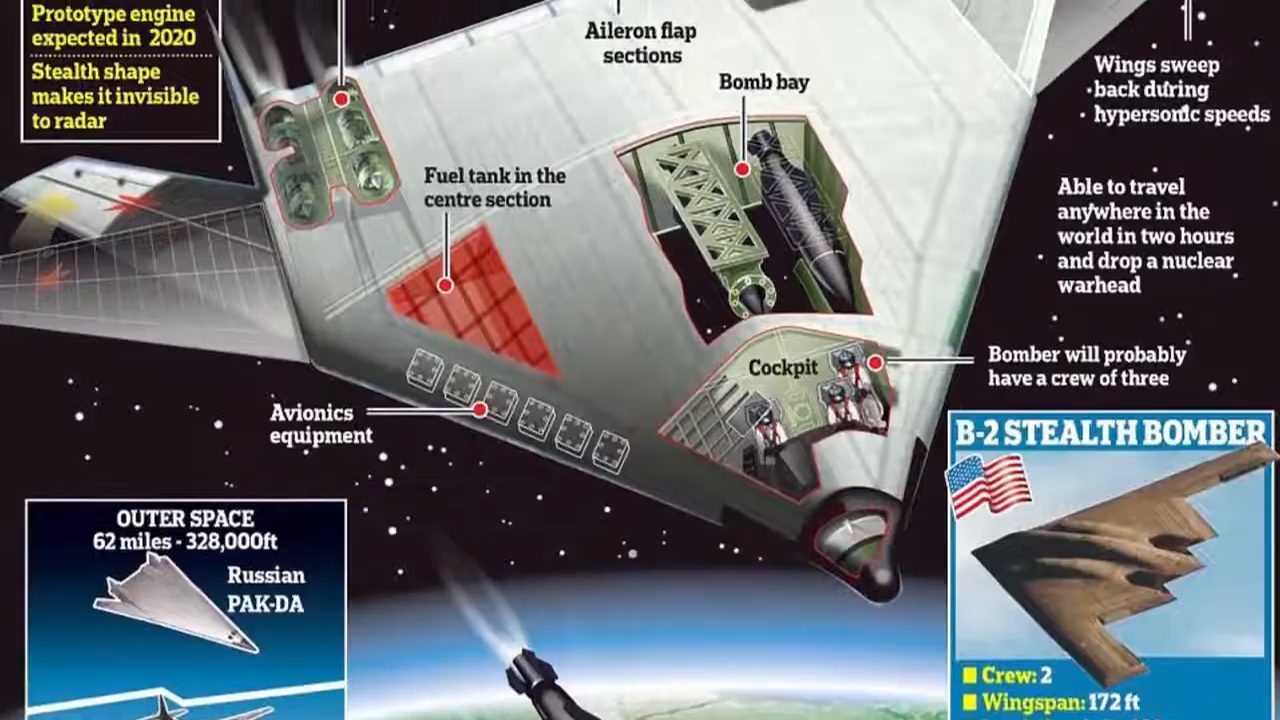 Prototype engine
expected in 2020
Stealth shape
makes it invisible
to radar
Aileron flap
sections
Bomb bay
Wings sweep
back during
hypersonic speeds
Fuel tank in the
centre section
Able to travel
anywhere in the
world in two hours
and drop a nuclear
warhead
Cockpit
Bomber will probably
have a crew of three
Avionics
equipment
B-2 STEALTH BOMBER
OUTER SPACE
62 miles - 328,000ft
Russian
PAK-DA
Crew: 2
Wingspan: 172 ft